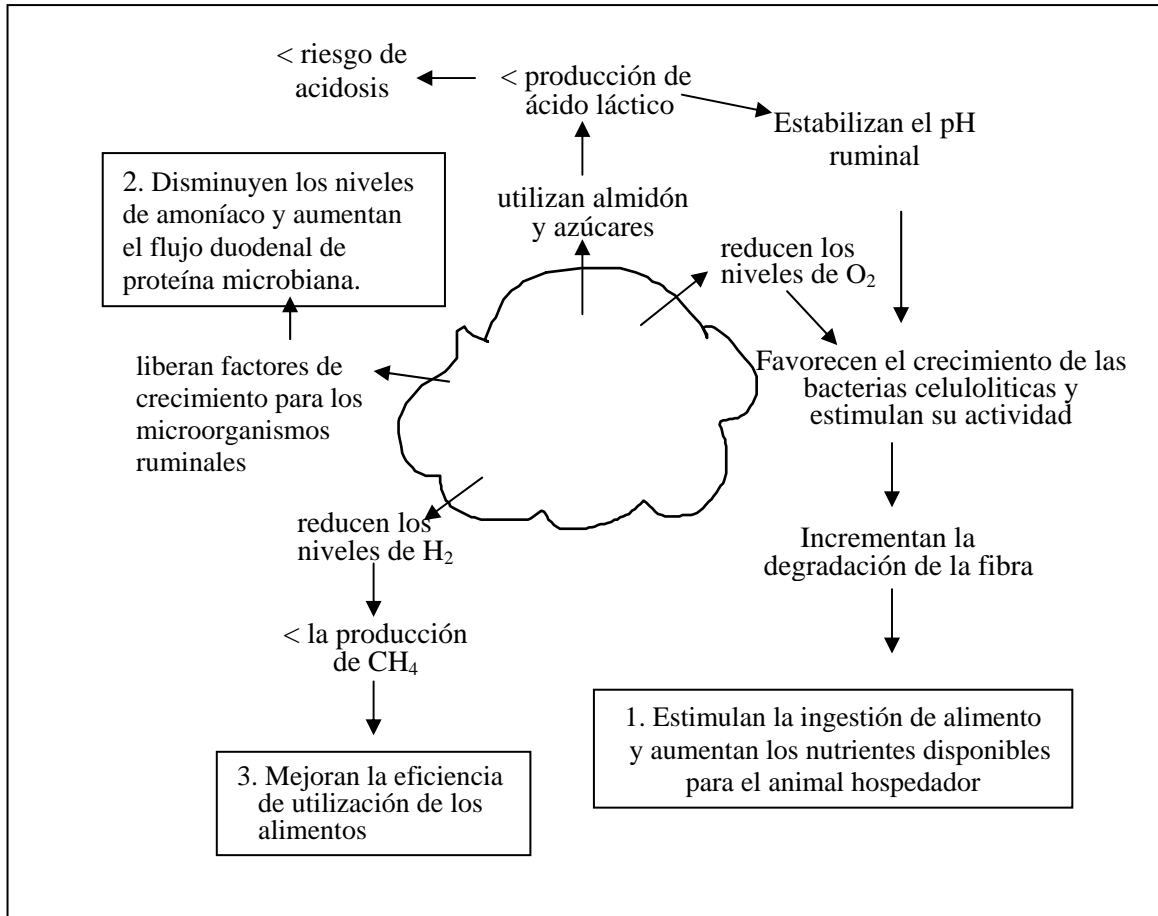 < riesgo de
acidosis
< producción de
ácido láctico
Estabilizan el pH
ruminal
2. Disminuyen los niveles
de amoníaco y aumentan
el flujo duodenal de
proteína microbiana.
utilizan almidón
y azúcares
reducen los
niveles de O₂
liberan factores de
crecimiento para los
microorganismos
ruminales
Favorecen el crecimiento de las
bacterias celuloliticas y
estimulan su actividad
reducen los
niveles de H₂
Incrementan la
degradación de la fibra
< la producción
de CH₄
1. Estimulan la ingestión de alimento
y aumentan los nutrientes disponibles
para el animal hospedador
3. Mejoran la eficiencia
de utilización de los
alimentos